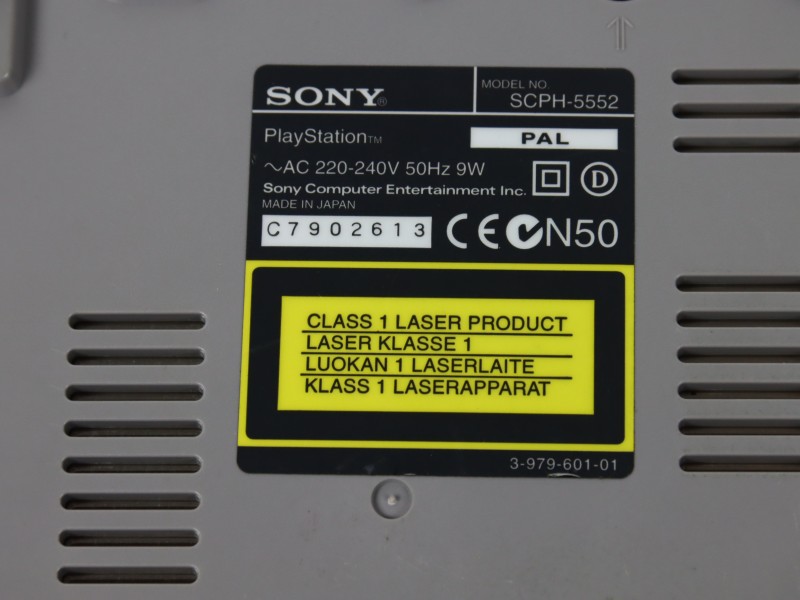 SONY®
MODEL NO.
SCPH-5552
PlayStation™
PAL
~AC 220-240V 50Hz 9W
D
Sony Computer Entertainment Inc.
MADE IN JAPAN
C7902613
CE N50
CLASS 1 LASER PRODUCT
LASER KLASSE 1
LUOKAN 1 LASERLAITE
KLASS 1 LASERAPPARAT
3-979-601-01